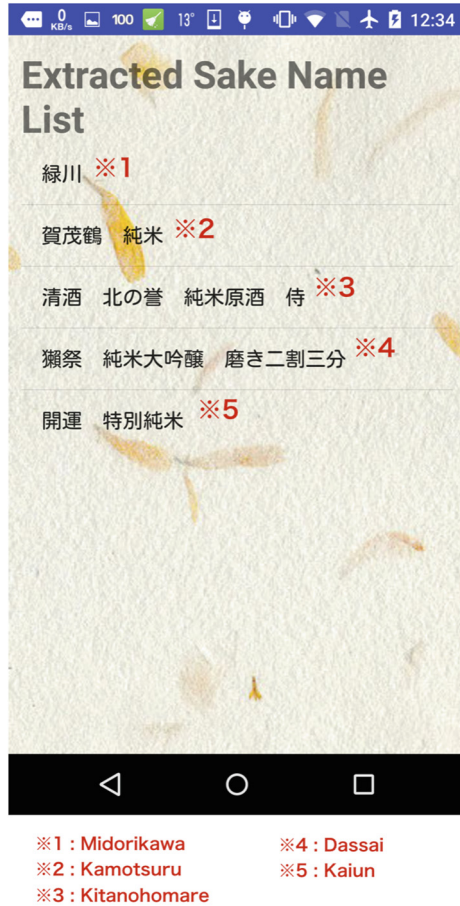 0
KB/s
100
13°
12:34
Extracted Sake Name
List
緑川 ※1
賀茂鶴　純米 ※2
清酒　北の誉　純米原酒　侍 ※3
獺祭　純米大吟醸　磨き二割三分 ※4
開運　特別純米 ※5
※1 : Midorikawa
※2 : Kamotsuru
※3 : Kitanohomare
※4 : Dassai
※5 : Kaiun